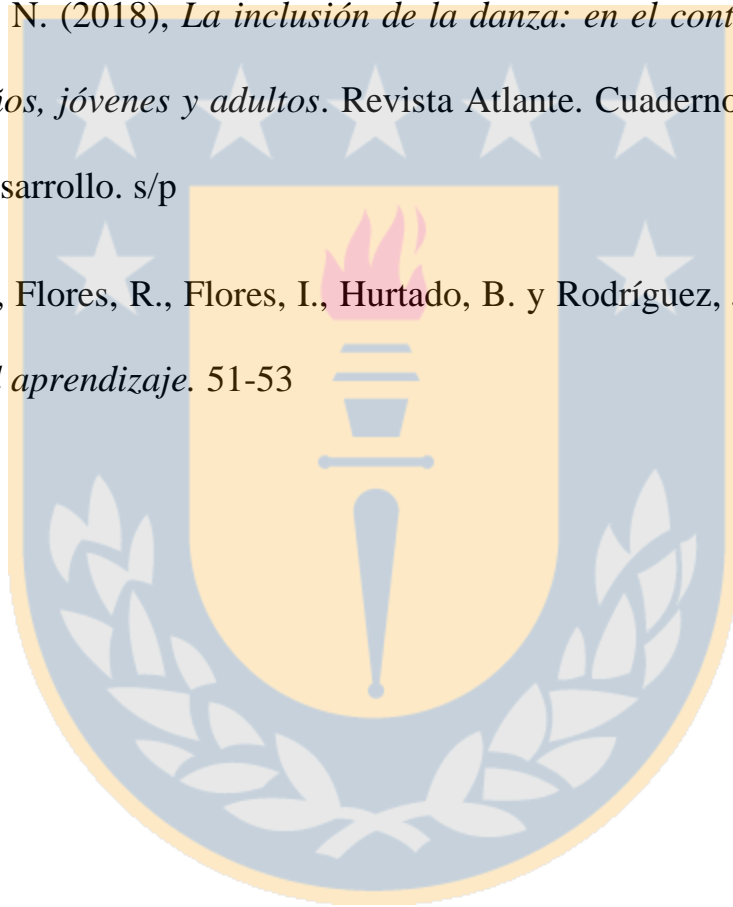 N. (2018), La inclusión de la danza: en el cont
os, jóvenes y adultos. Revista Atlante. Cuaderno
sarrollo. s/p
, Flores, R., Flores, I., Hurtado, B. y Rodríguez,
aprendizaje. 51-53